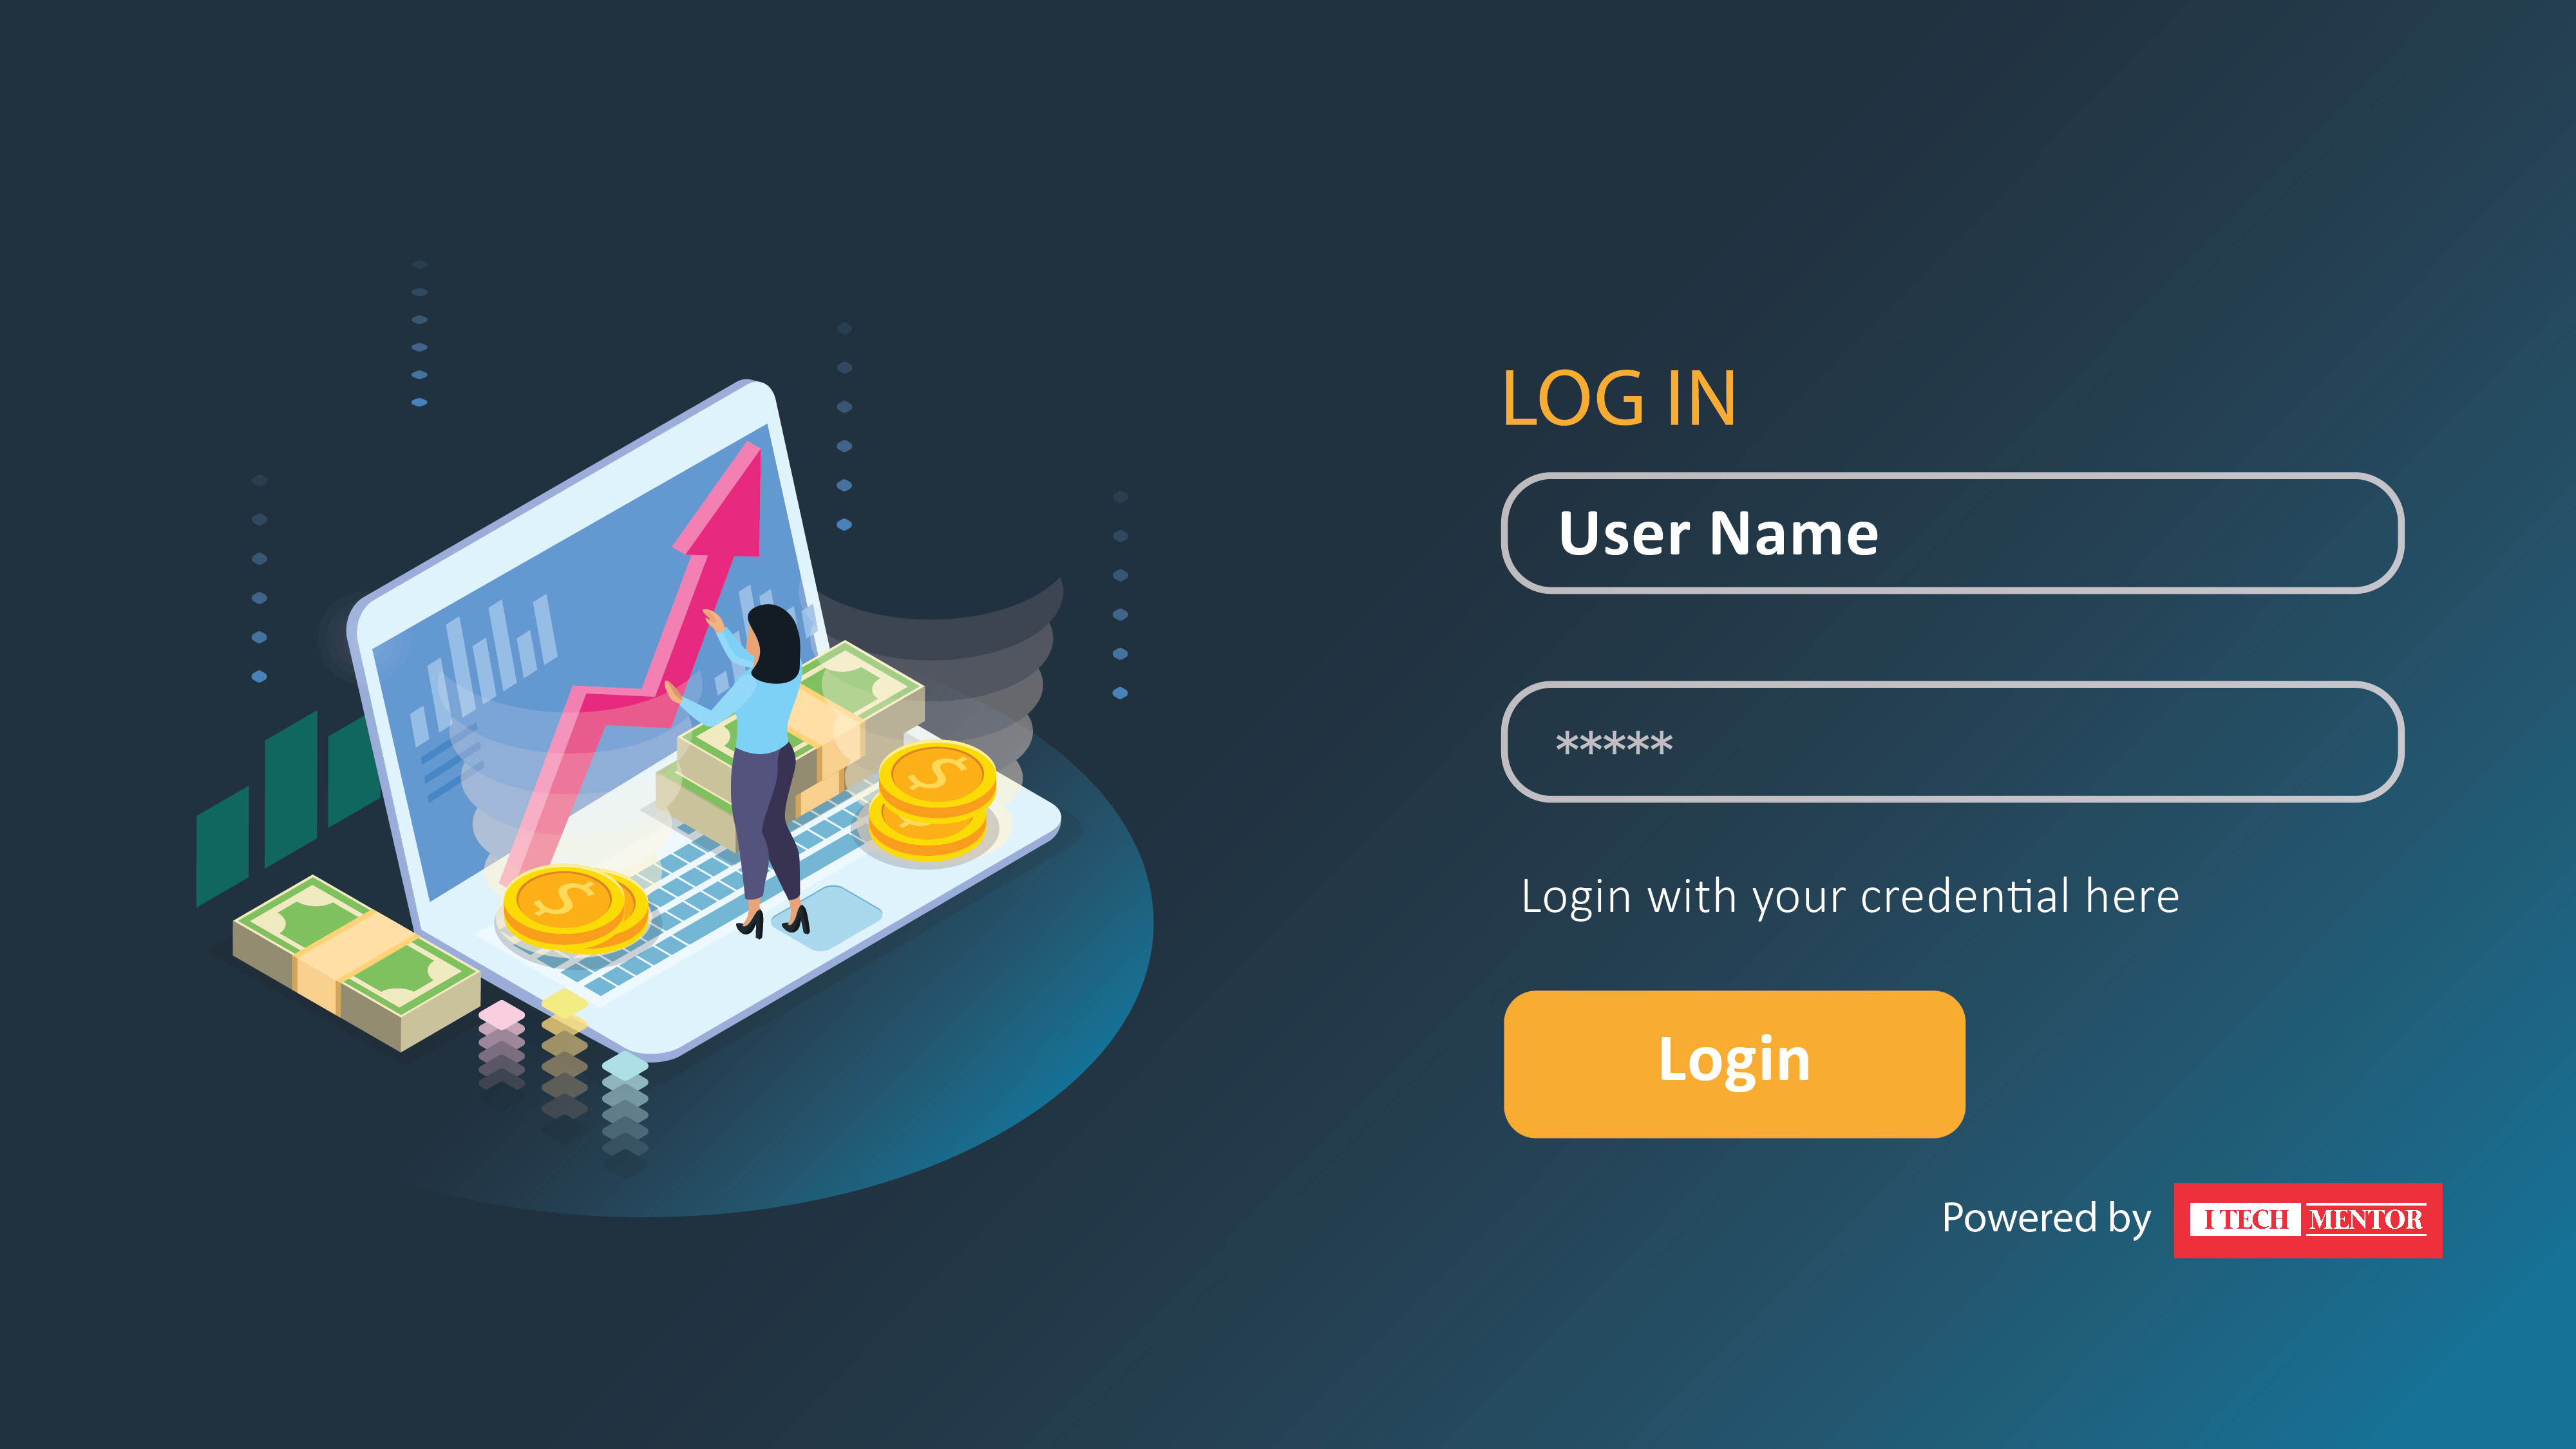 LOG IN
User Name
*****
Login with your credential here
Login
Powered by I TECH MENTOR